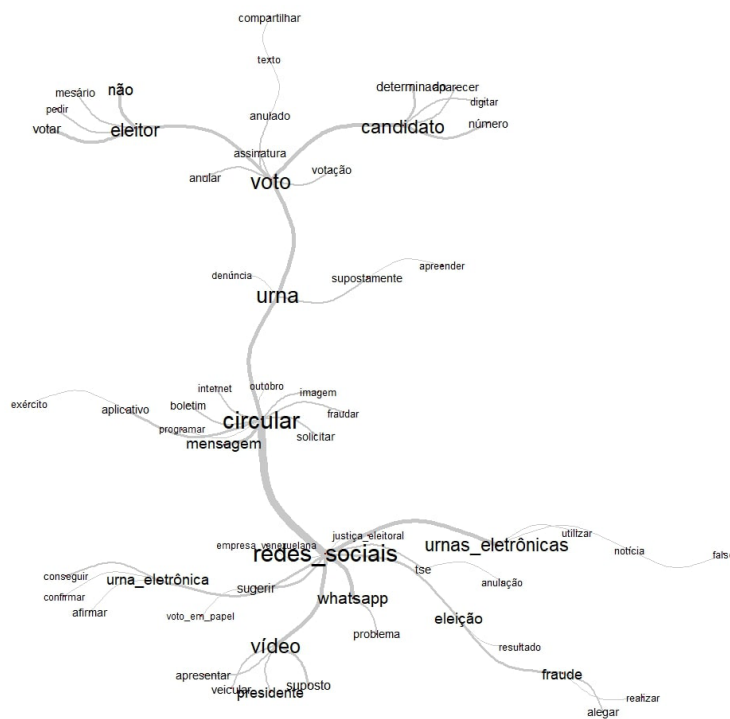 compartilhar
texto
mesário
não
determinado
aparecer
pedir
digitar
anulado
votar
eleitor
candidato
número
assinatura
votação
anular
voto
apreender
denúncia
supostamente
urna
internet
outubro
imagem
exército
aplicativo
boletim
fraudar
circular
programar
solicitar
mensagem
utilizar
justiça_eleitoral
empresa_venezuelana
urnas_eletrônicas
notícia
redes_sociais
tse
conseguir
urna_eletrônica
anulação
sugerir
confirmar
whatsapp
afirmar
voto_em_papel
eleição
problema
vídeo
resultado
apresentar
fraude
suposto
veicular
presidente
realizar
alegar